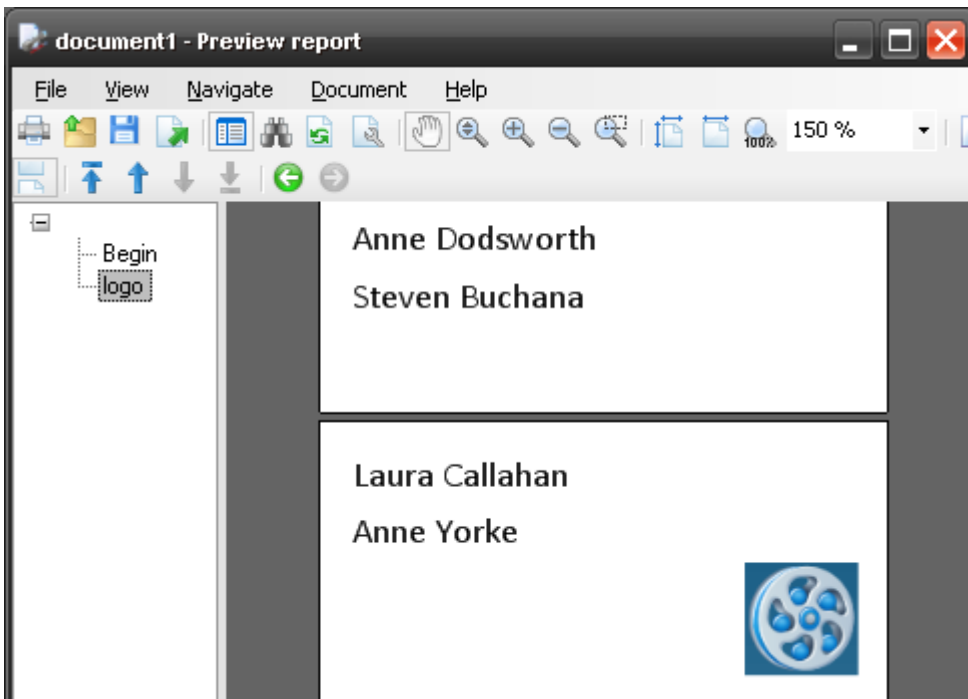 document1 - Preview report
File View Navigate Document Help
100% 150 %
Begin
logo
Anne Dodsworth
Steven Buchana
Laura Callahan
Anne Yorke